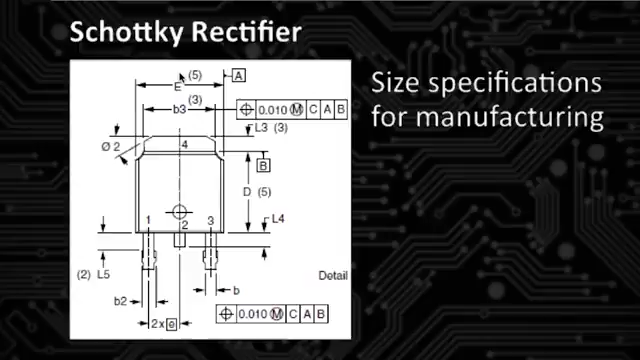 Schottky Rectifier
Size specifications
for manufacturing
(5)
A
E
(3)
b3
0.010 Ⓜ C A B
L3 (3)
Ø 2
4
B
D (5)
1
2
3
L4
(2) L5
Detail
b2
b
2x e
0.010 Ⓜ C A B